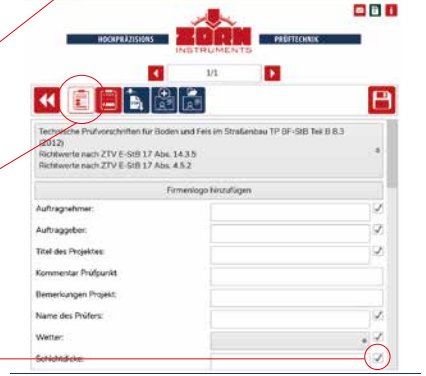 HOCHPRÄZISIONS
ZORN
INSTRUMENTS
PRÜFTECHNIK
1/1
Technische Prüfvorschriften für Boden und Fels im Straßenbau TP BF-StB Teil B 8.3
(2012)
Richtwerte nach ZTV E-StB 17 Abs. 14.3.5
Richtwerte nach ZTV E-StB 17 Abs. 4.5.2
Firmenlogo hinzufügen
Auftragnehmer:
Auftraggeber:
Titel des Projektes:
Kommentar Prüfpunkt
Bemerkungen Projekt:
Name des Prüfers:
Wetter:
Schichtdicke: